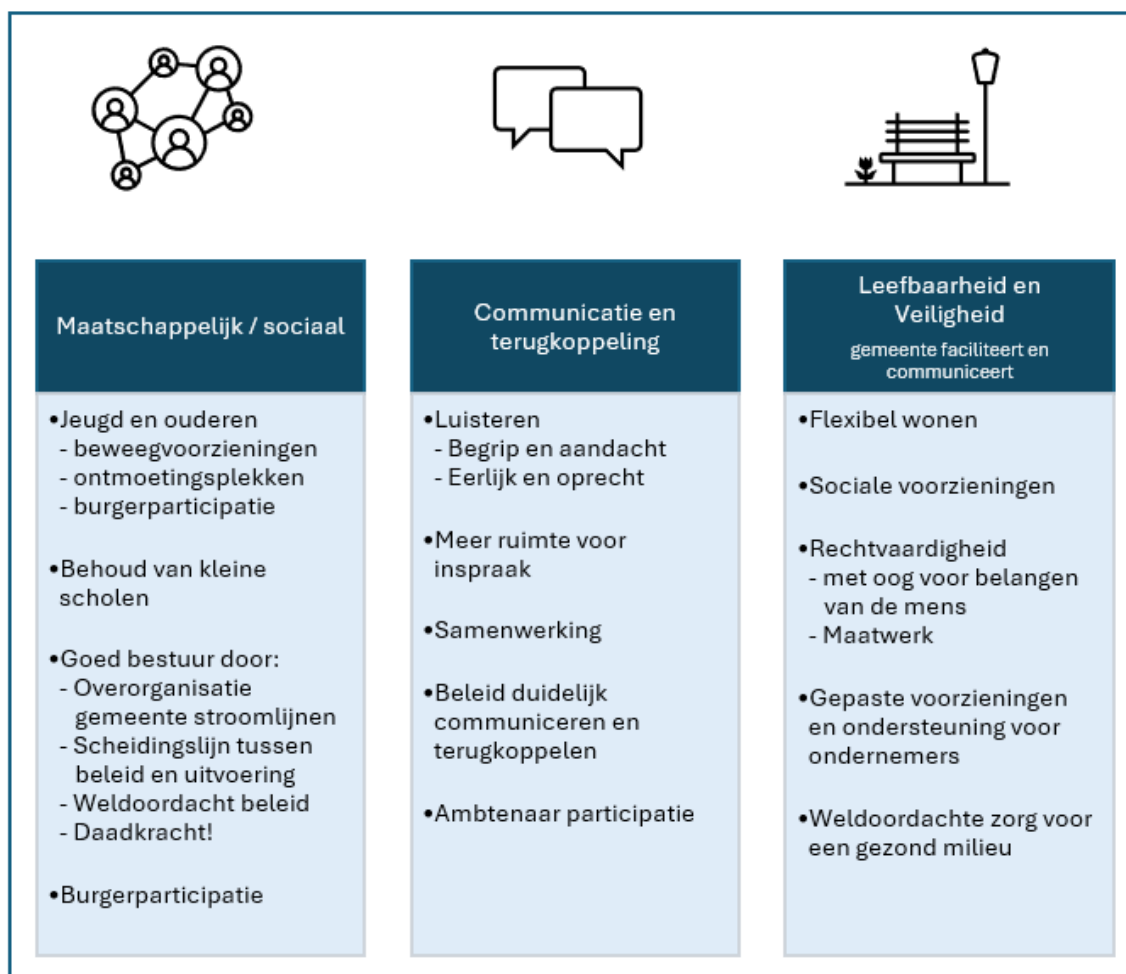 Maatschappelijk / sociaal
•Jeugd en ouderen
- beweegvoorzieningen
- ontmoetingsplekken
- burgerparticipatie
•Behoud van kleine
scholen
•Goed bestuur door:
- Overorganisatie
gemeente stroomlijnen
- Scheidingslijn tussen
beleid en uitvoering
- Weldoordacht beleid
- Daadkracht!
•Burgerparticipatie
Communicatie en
terugkoppeling
•Luisteren
- Begrip en aandacht
- Eerlijk en oprecht
•Meer ruimte voor
inspraak
•Samenwerking
•Beleid duidelijk
communiceren en
terugkoppelen
•Ambtenaar participatie
Leefbaarheid en
Veiligheid
gemeente faciliteert en
communiceert
•Flexibel wonen
•Sociale voorzieningen
•Rechtvaardigheid
- met oog voor belangen
van de mens
- Maatwerk
•Gepaste voorzieningen
en ondersteuning voor
ondernemers
•Weldoordachte zorg voor
een gezond milieu